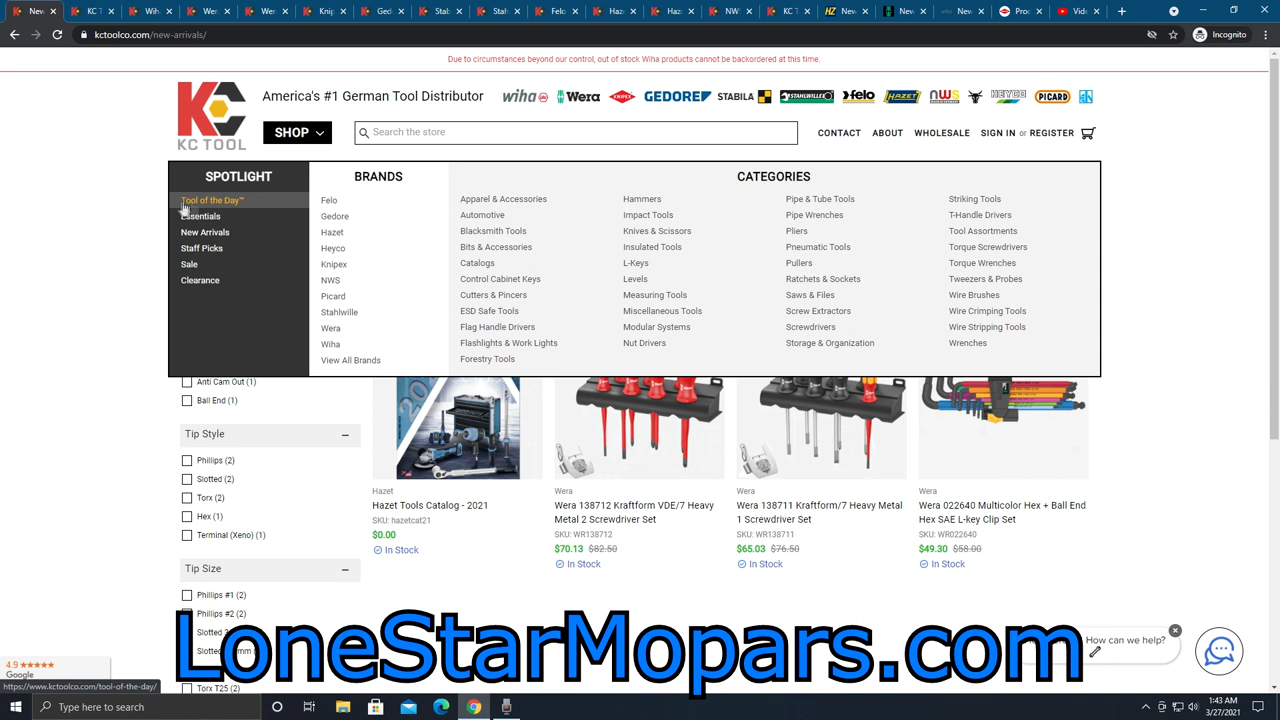 Vide
Incognito
kctoolco.com/new-arrivals/
Due to circumstances beyond our control, out of stock Wiha products cannot be backordered at this time.
KC TOOL
America's #1 German Tool Distributor
wiha Wera KNIPEX GEDORE STABILA STAHLWILLE felo HAZET NWS HEYCO PICARD
SHOP
Search the store
CONTACT ABOUT WHOLESALE SIGN IN or REGISTER
SPOTLIGHT
Tool of the Day™
Essentials
New Arrivals
Staff Picks
Sale
Clearance
BRANDS
Felo
Gedore
Hazet
Heyco
Knipex
NWS
Picard
Stahlwille
Wera
Wiha
View All Brands
CATEGORIES
Apparel & Accessories
Automotive
Blacksmith Tools
Bits & Accessories
Catalogs
Control Cabinet Keys
Cutters & Pincers
ESD Safe Tools
Flag Handle Drivers
Flashlights & Work Lights
Forestry Tools
Hammers
Impact Tools
Knives & Scissors
Insulated Tools
L-Keys
Levels
Measuring Tools
Miscellaneous Tools
Modular Systems
Nut Drivers
Pipe & Tube Tools
Pipe Wrenches
Pliers
Pneumatic Tools
Pullers
Ratchets & Sockets
Saws & Files
Screw Extractors
Screwdrivers
Storage & Organization
Striking Tools
T-Handle Drivers
Tool Assortments
Torque Screwdrivers
Torque Wrenches
Tweezers & Probes
Wire Brushes
Wire Crimping Tools
Wire Stripping Tools
Wrenches
Anti Cam Out (1)
Ball End (1)
Tip Style
Phillips (2)
Slotted (2)
Torx (2)
Hex (1)
Terminal (Xeno) (1)
Tip Size
Phillips #1 (2)
Phillips #2 (2)
Slotted
Slotted
Torx T25 (2)
Hazet
Hazet Tools Catalog - 2021
SKU: hazetcat21
$0.00
In Stock
Wera
Wera 138712 Kraftform VDE/7 Heavy
Metal 2 Screwdriver Set
SKU: WR138712
$70.13 $82.50
In Stock
Wera
Wera 138711 Kraftform/7 Heavy Metal
1 Screwdriver Set
SKU: WR138711
$65.03 $76.50
In Stock
Wera
Wera 022640 Multicolor Hex + Ball End
Hex SAE L-key Clip Set
SKU: WR022640
$49.30 $58.00
In Stock
LoneStarMopars.com
How can we help?
4.9 ★★★★★
Google
https://www.kctoolco.com/tool-of-the-day/
Type here to search
1:43 AM
3/27/2021